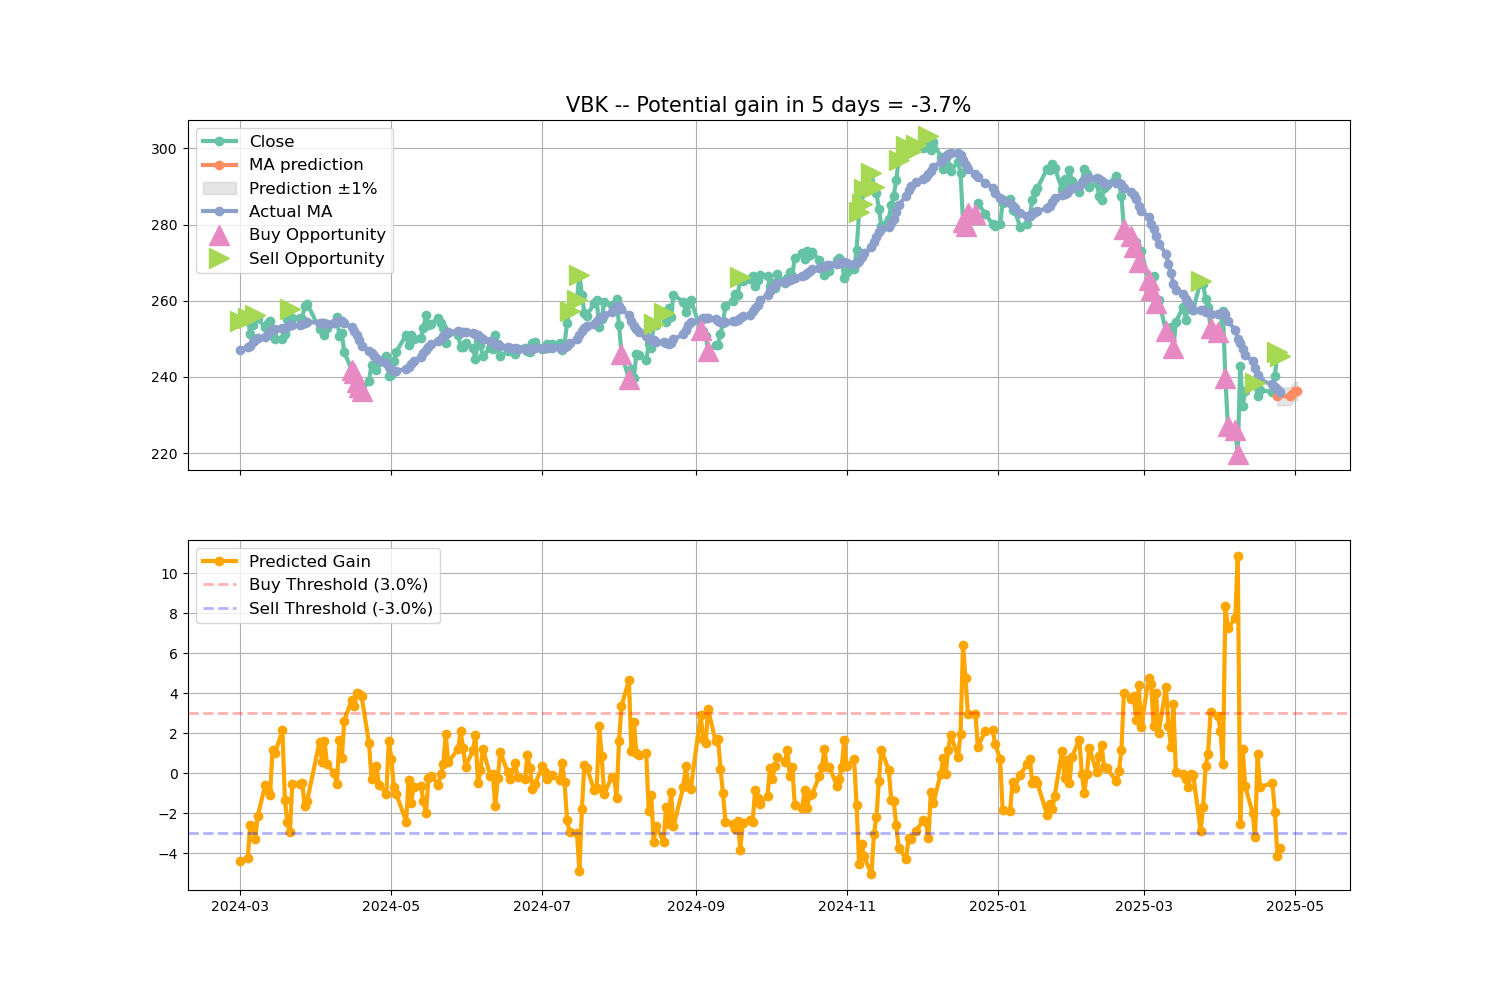 VBK -- Potential gain in 5 days = -3.7%
Close
MA prediction
Prediction ±1%
Actual MA
Buy Opportunity
Sell Opportunity
300
280
260
240
220
Predicted Gain
Buy Threshold (3.0%)
Sell Threshold (-3.0%)
10
8
6
4
2
0
−2
−4
2024-03 2024-05 2024-07 2024-09 2024-11 2025-01 2025-03 2025-05